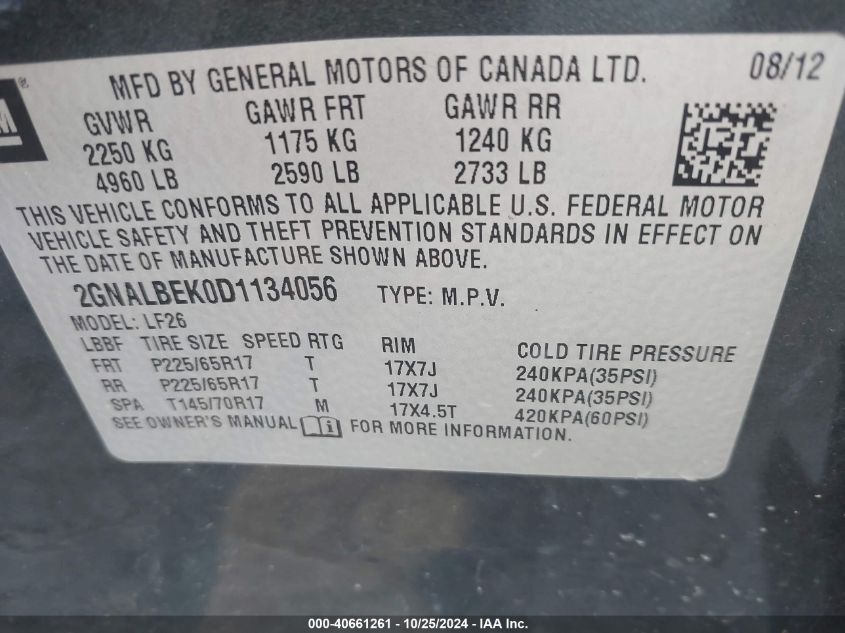 GM ®
MFD BY GENERAL MOTORS OF CANADA LTD. 08/12
GVWR GAWR FRT GAWR RR
2250 KG 1175 KG 1240 KG
4960 LB 2590 LB 2733 LB
THIS VEHICLE CONFORMS TO ALL APPLICABLE U.S. FEDERAL MOTOR
VEHICLE SAFETY AND THEFT PREVENTION STANDARDS IN EFFECT ON
THE DATE OF MANUFACTURE SHOWN ABOVE.
2GNALBEK0D1134056 TYPE: M.P.V.
MODEL: LF26
LBBF TIRE SIZE SPEED RTG RIM COLD TIRE PRESSURE
FRT P225/65R17 T 17X7J 240KPA(35PSI)
RR P225/65R17 T 17X7J 240KPA(35PSI)
SPA T145/70R17 M 17X4.5T 420KPA(60PSI)
SEE OWNER'S MANUAL i FOR MORE INFORMATION.
000-40661261 - 10/25/2024 - IAA Inc.